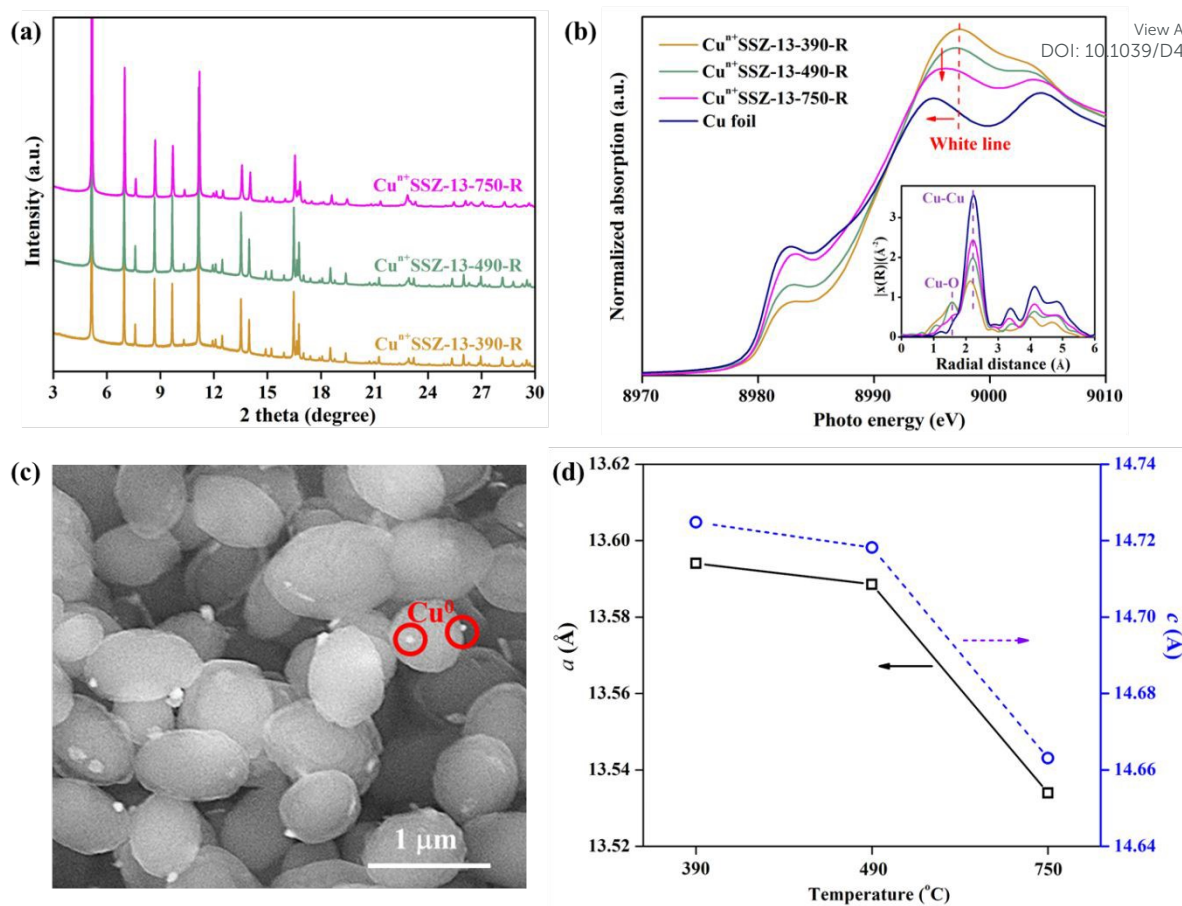 (a)
Intensity (a.u.)
Cuⁿ⁺SSZ-13-750-R
Cuⁿ⁺SSZ-13-490-R
Cuⁿ⁺SSZ-13-390-R
3 6 9 12 15 18 21 24 27 30
2 theta (degree)
(b)
View A
DOI: 10.1039/D4
Normalized absorption (a.u.)
Cuⁿ⁺SSZ-13-390-R
Cuⁿ⁺SSZ-13-490-R
Cuⁿ⁺SSZ-13-750-R
Cu foil
White line
Cu-Cu
Cu-O
|x(R)|(Å⁻²)
3
2
1
0
0 1 2 3 4 5 6
Radial distance (Å)
8970 8980 8990 9000 9010
Photo energy (eV)
(c)
Cu⁰
1 μm
(d)
a (Å)
13.62
13.60
13.58
13.56
13.54
13.52
14.74
14.72
14.70
14.68
14.66
14.64
c (Å)
390 490 750
Temperature (°C)